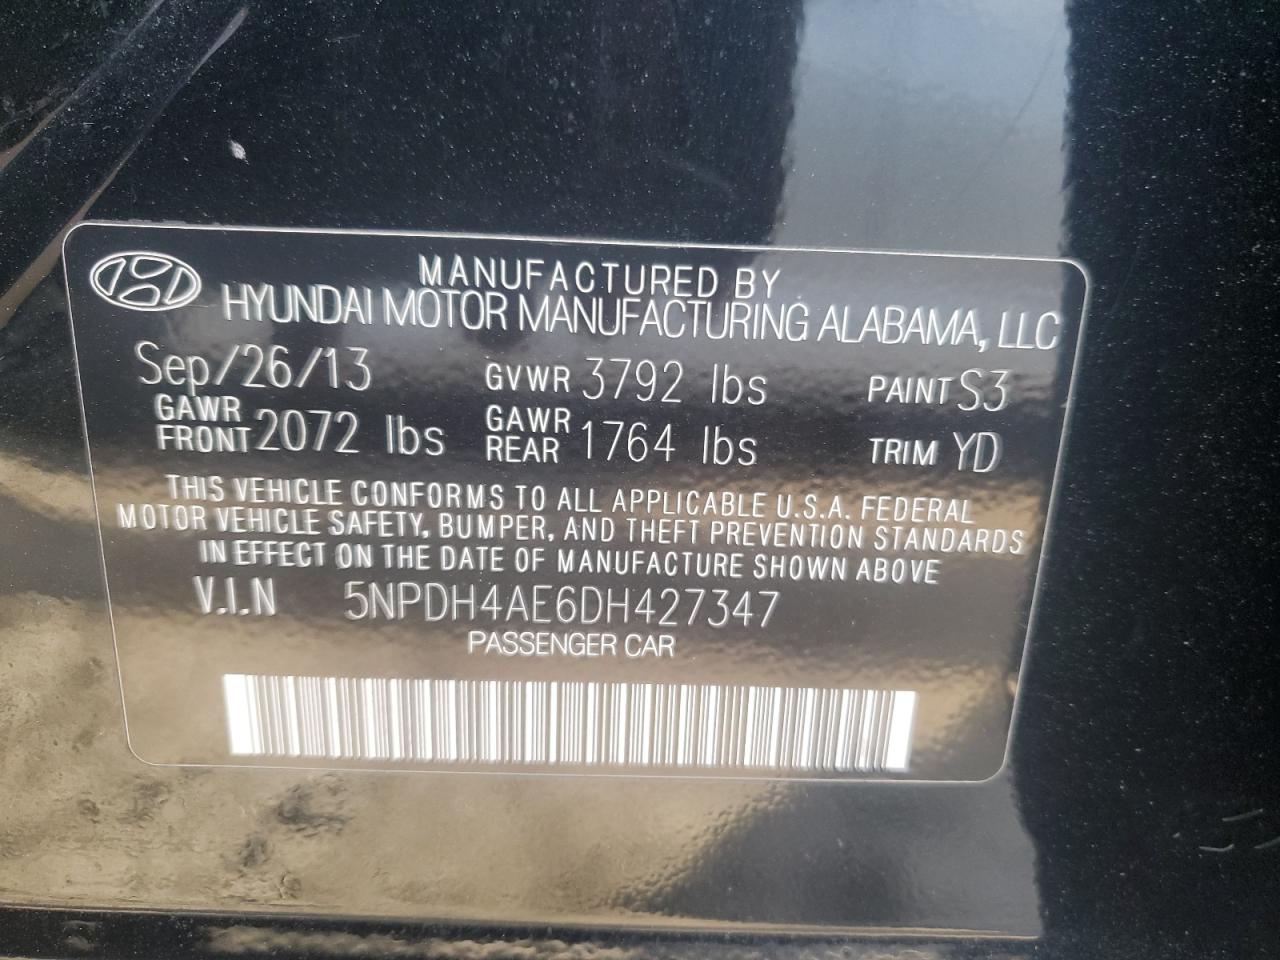 MANUFACTURED BY
HYUNDAI MOTOR MANUFACTURING ALABAMA, LLC
Sep/26/13 GVWR 3792 lbs PAINT S3
GAWR FRONT 2072 lbs GAWR REAR 1764 lbs TRIM YD
THIS VEHICLE CONFORMS TO ALL APPLICABLE U.S.A. FEDERAL
MOTOR VEHICLE SAFETY, BUMPER, AND THEFT PREVENTION STANDARDS
IN EFFECT ON THE DATE OF MANUFACTURE SHOWN ABOVE
V.I.N 5NPDH4AE6DH427347
PASSENGER CAR